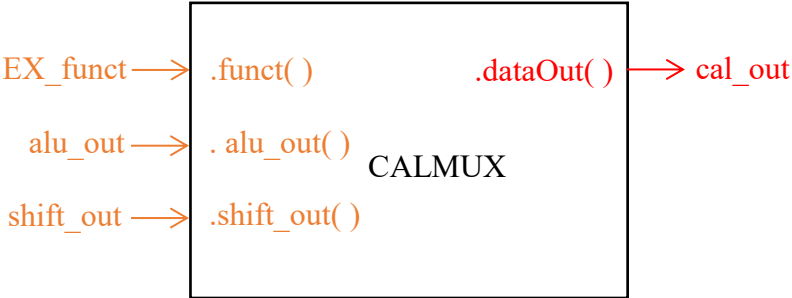 EX_funct .funct( ) .dataOut( ) cal_out
alu_out . alu_out( )
CALMUX
shift_out .shift_out( )